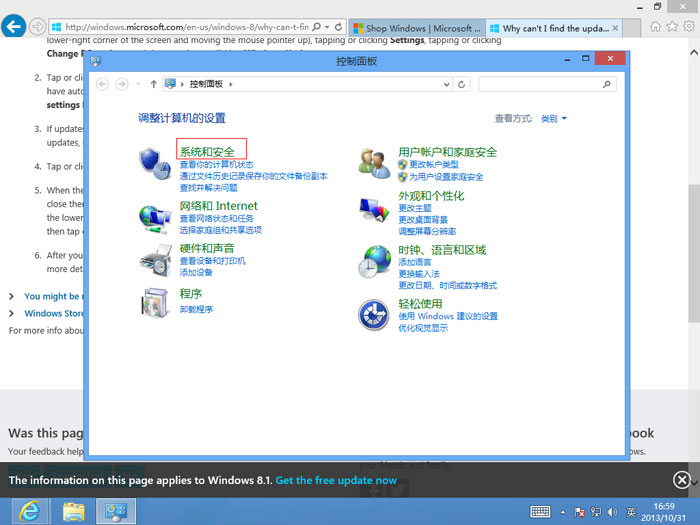 http://windows.microsoft.com/en-us/windows-8/why-can-t-fin
Shop Windows | Microsoft ...
Why can't I find the upda...
lower-right corner of the screen and moving the mouse pointer up), tapping or clicking Settings, tapping or clicking
控制面板
2. Tap or cli
have auto
settings
控制面板
调整计算机的设置
查看方式: 类别
3. If updates
updates,
4. Tap or cli
5. When the
close then
the lower
then tap o
6. After you
more deta
系统和安全
查看你的计算机状态
通过文件历史记录保存你的文件备份副本
查找并解决问题
网络和 Internet
查看网络状态和任务
选择家庭组和共享选项
硬件和声音
查看设备和打印机
添加设备
程序
卸载程序
用户帐户和家庭安全
更改帐户类型
为用户设置家庭安全
外观和个性化
更改主题
更改桌面背景
调整屏幕分辨率
时钟、语言和区域
添加语言
更换输入法
更改日期、时间或数字格式
轻松使用
使用 Windows 建议的设置
优化视觉显示
You might be
Windows Store
For more info abou
Was this pag
book
Your feedback help
ows.
your friends and family.
The information on this page applies to Windows 8.1. Get the free update now
英
16:59
2013/10/31